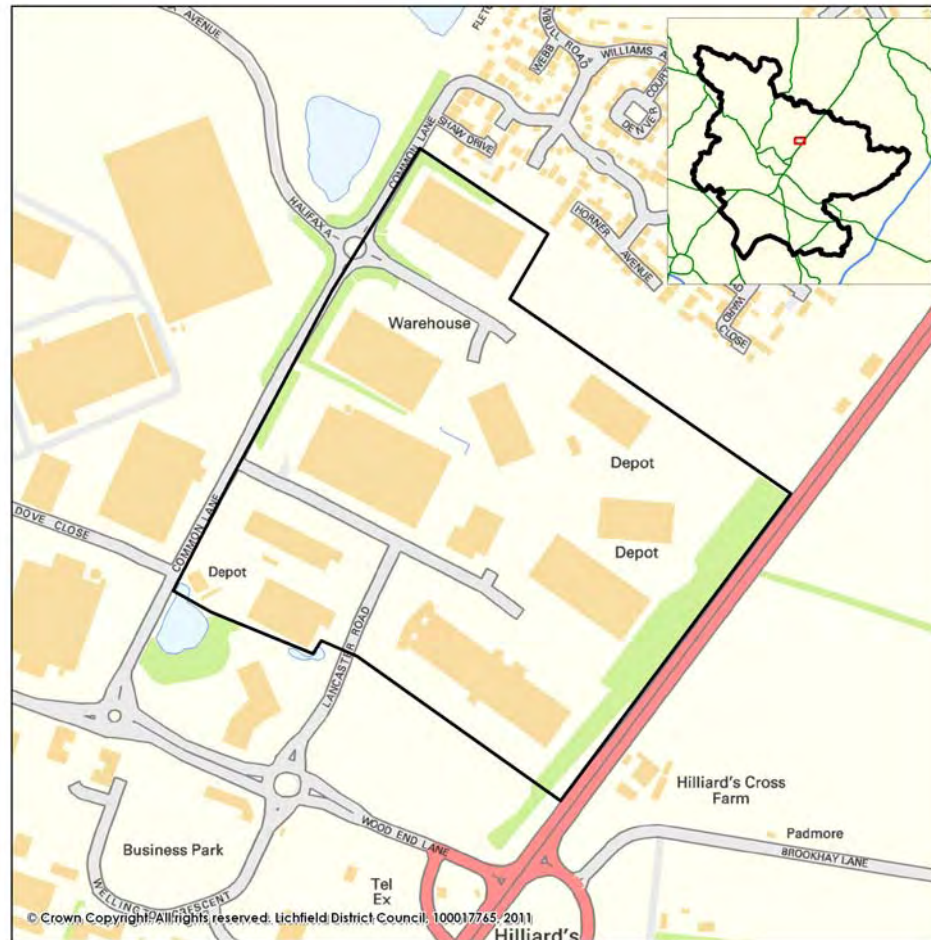 AVENUE
COMMON LANE
SHAW DRIVE
WEBB
ROAD
WILLIAMS A
COURT
DENVER
HALIFAX A
HORNER
AVENUE
WARD
CLOSE
Warehouse
Depot
Depot
DOVE CLOSE
COMMON LANE
Depot
LANCASTER ROAD
Hilliard's Cross
Farm
WOOD END LANE
Padmore
BROOKHAY LANE
Business Park
Tel
Ex
© Crown Copyright. All rights reserved. Lichfield District Council, 100017765, 2011
Hilliard's